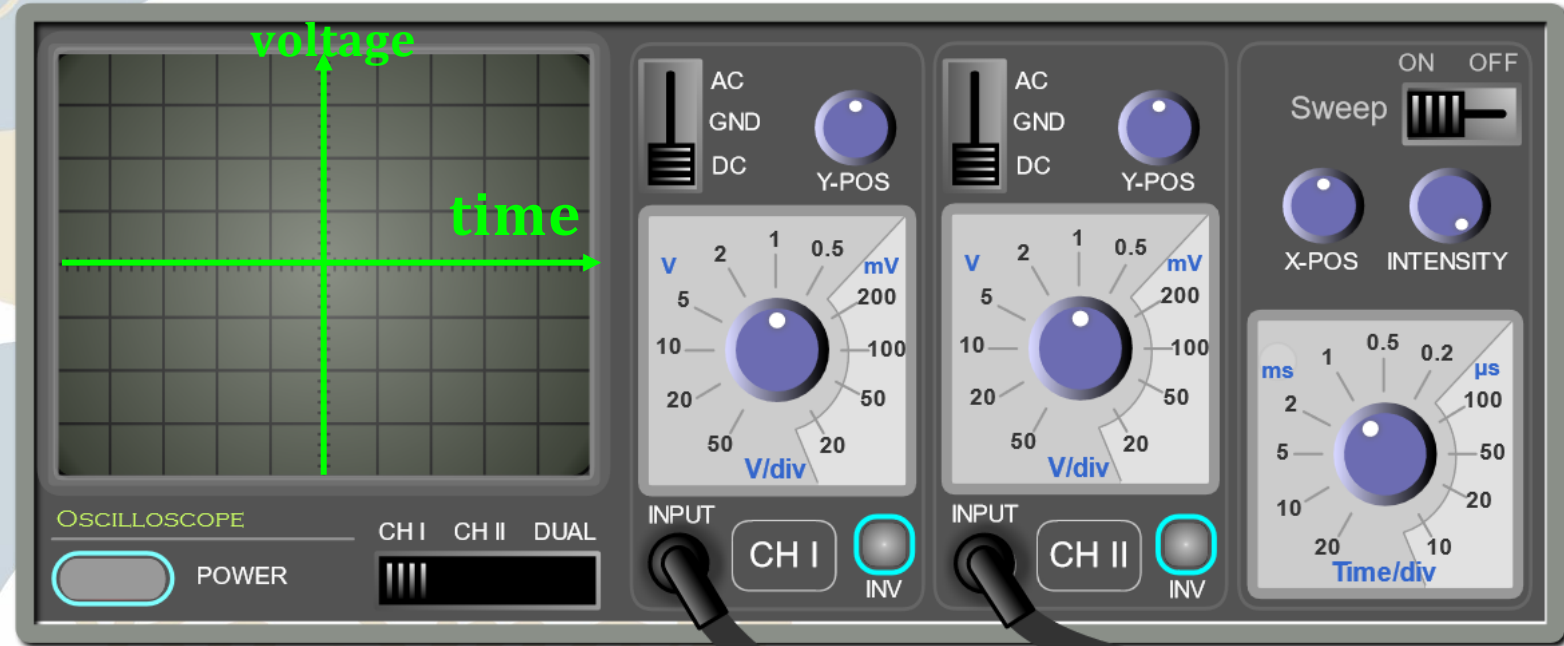 voltage
time
OSCILLOSCOPE
POWER
CH I CH II DUAL
AC
GND
DC
Y-POS
V 2 1 0.5 mV
5 200
10 100
20 50
50 20
V/div
INPUT
CH I
INV
AC
GND
DC
Y-POS
V 2 1 0.5 mV
5 200
10 100
20 50
50 20
V/div
INPUT
CH II
INV
ON OFF
Sweep
X-POS INTENSITY
ms 1 0.5 0.2 µs
2 100
5 50
10 20
20 10
Time/div